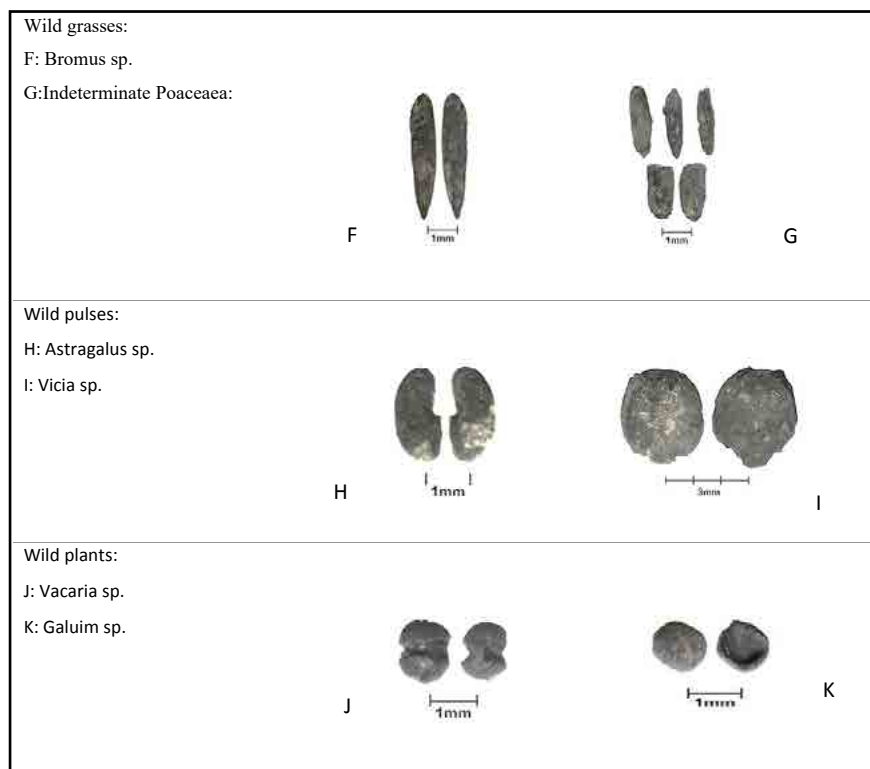 Wild grasses:
F: Bromus sp.
G:Indeterminate Poaceaea:
F
1mm
1mm
G
Wild pulses:
H: Astragalus sp.
I: Vicia sp.
H
1mm
3mm
I
Wild plants:
J: Vacaria sp.
K: Galuim sp.
J
1mm
1mm
K